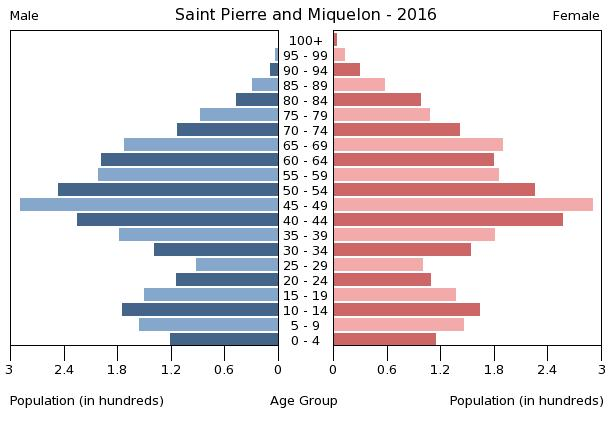 Male Saint Pierre and Miquelon - 2016 Female
100+
95 - 99
90 - 94
85 - 89
80 - 84
75 - 79
70 - 74
65 - 69
60 - 64
55 - 59
50 - 54
45 - 49
40 - 44
35 - 39
30 - 34
25 - 29
20 - 24
15 - 19
10 - 14
5 - 9
0 - 4
3 2.4 1.8 1.2 0.6 0 0 0.6 1.2 1.8 2.4 3
Population (in hundreds) Age Group Population (in hundreds)